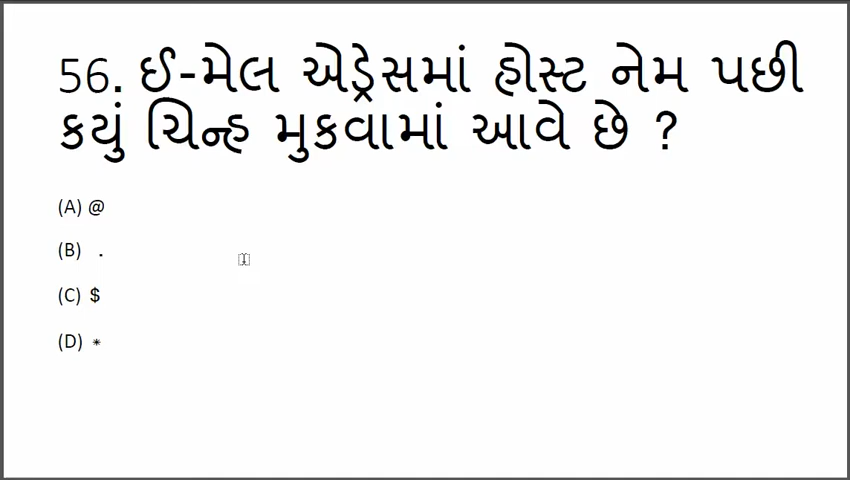 56. ઈ-મેલ એડ્રેસમાં હોસ્ટ નેમ પછી
કયું ચિન્હ મુકવામાં આવે છે ?
(A) @
(B) .
(C) $
(D) *